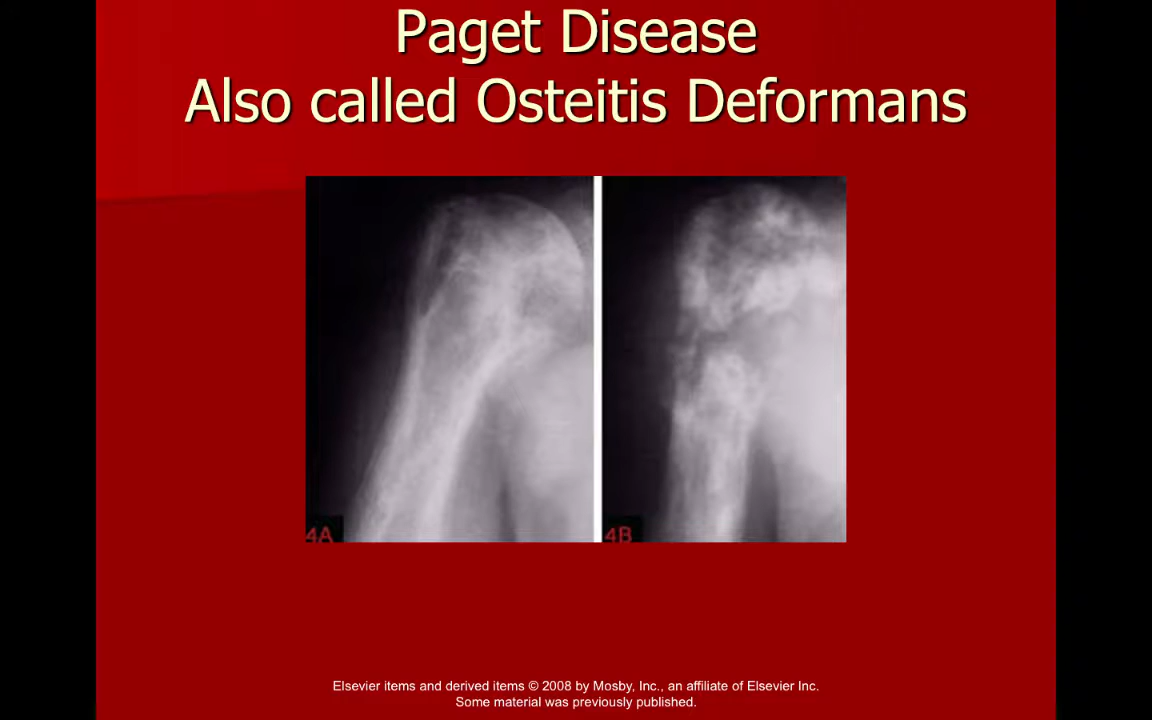 Paget Disease
Also called Osteitis Deformans
4A
4B
Elsevier items and derived items © 2008 by Mosby, Inc., an affiliate of Elsevier Inc.
Some material was previously published.